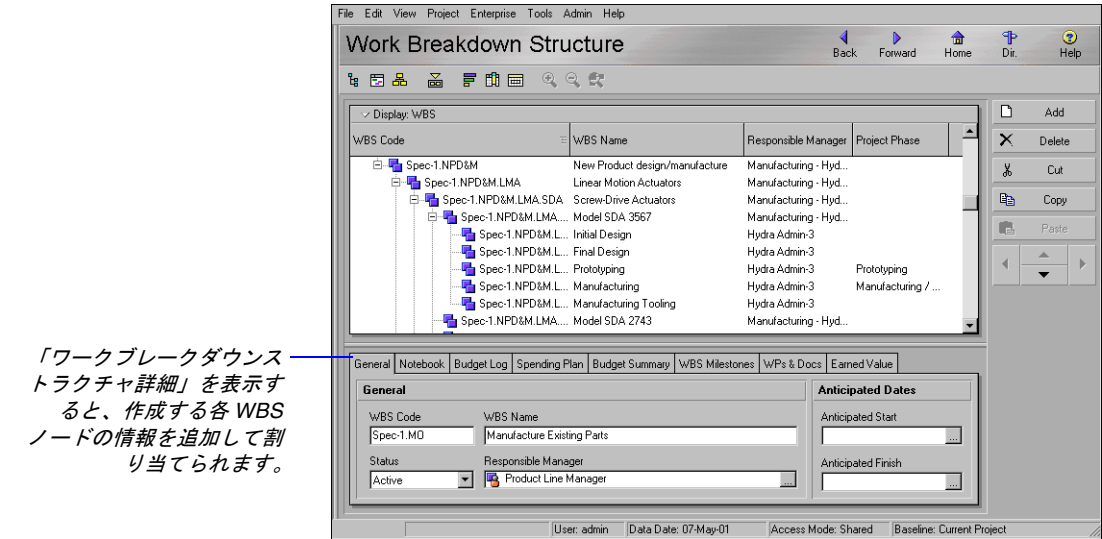 File Edit View Project Enterprise Tools Admin Help
Work Breakdown Structure
Back Forward Home Dir. Help
Display: WBS
WBS Code WBS Name Responsible Manager Project Phase
Spec-1.NPD&M New Product design/manufacture Manufacturing - Hyd...
Spec-1.NPD&M.LMA Linear Motion Actuators Manufacturing - Hyd...
Spec-1.NPD&M.LMA.SDA Screw-Drive Actuators Manufacturing - Hyd...
Spec-1.NPD&M.LMA.... Model SDA 3567 Manufacturing - Hyd...
Spec-1.NPD&M.L... Initial Design Hydra Admin-3
Spec-1.NPD&M.L... Final Design Hydra Admin-3
Spec-1.NPD&M.L... Prototyping Hydra Admin-3 Prototyping
Spec-1.NPD&M.L... Manufacturing Hydra Admin-3 Manufacturing / ...
Spec-1.NPD&M.L... Manufacturing Tooling Hydra Admin-3
Spec-1.NPD&M.LMA.... Model SDA 2743 Manufacturing - Hyd...
Add
Delete
Cut
Copy
Paste
「ワークブレークダウンス
トラクチャ詳細」を表示す
ると、作成する各 WBS
ノードの情報を追加して割
り当てられます。
General Notebook Budget Log Spending Plan Budget Summary WBS Milestones WPs & Docs Earned Value
General Anticipated Dates
WBS Code WBS Name Anticipated Start
Spec-1.MO Manufacture Existing Parts ...
Status Responsible Manager Anticipated Finish
Active Product Line Manager ... ...
User: admin Data Date: 07-May-01 Access Mode: Shared Baseline: Current Project